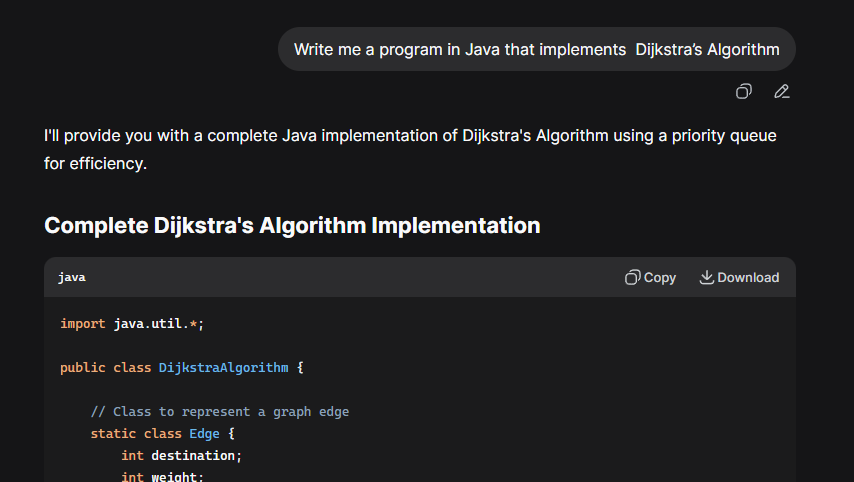 Write me a program in Java that implements  Dijkstra’s Algorithm
I'll provide you with a complete Java implementation of Dijkstra's Algorithm using a priority queue
for efficiency.
Complete Dijkstra's Algorithm Implementation
java
Copy
Download
import java.util.*;
public class DijkstraAlgorithm {
// Class to represent a graph edge
static class Edge {
int destination;
int weight;